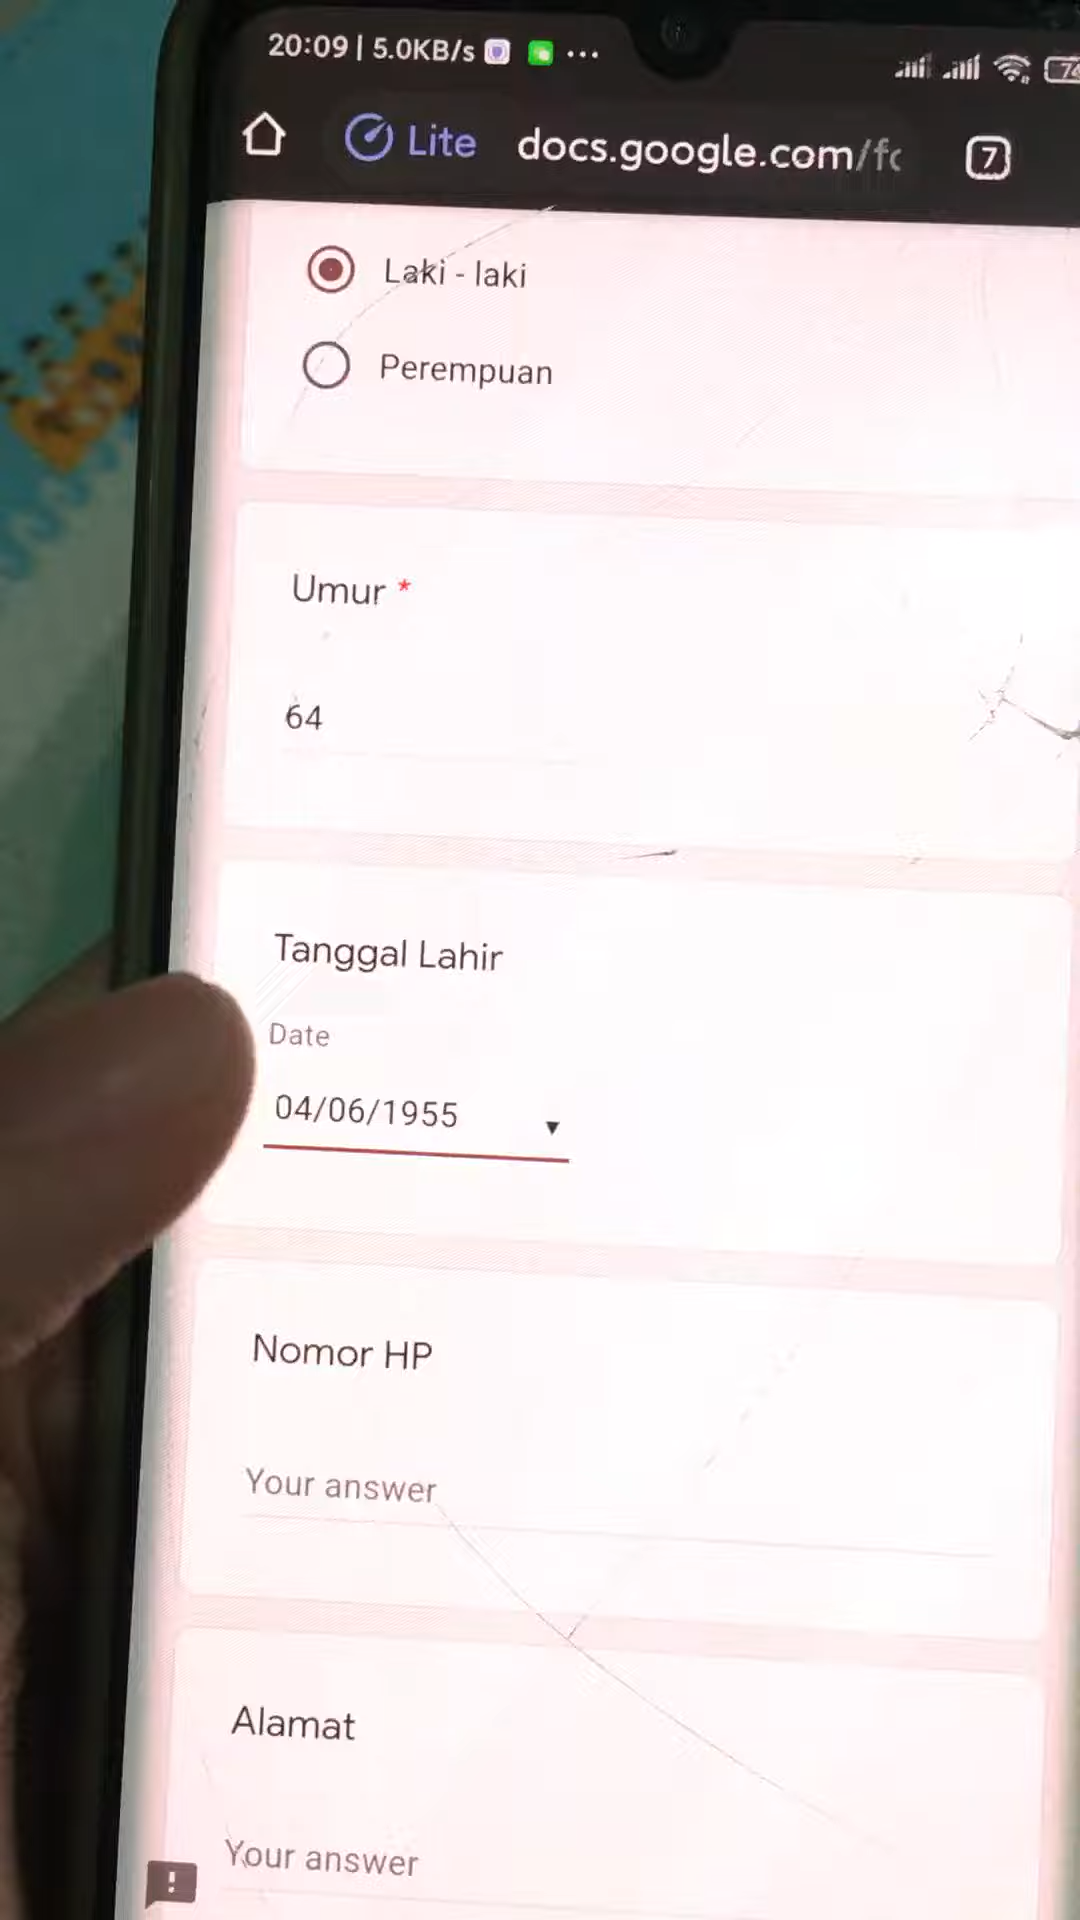 20:09 | 5.0KB/s ...
Lite docs.google.com/fo 7
Laki - laki
Perempuan
Umur *
64
Tanggal Lahir
Date
04/06/1955
Nomor HP
Your answer
Alamat
Your answer